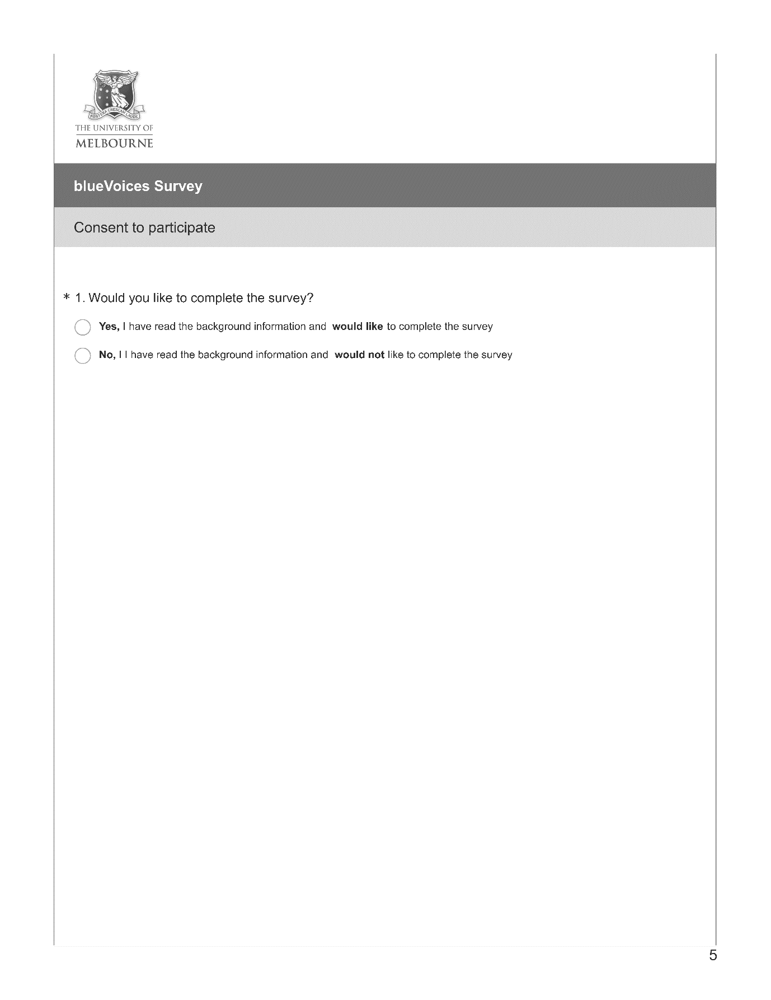 POSTERA CRESCAM LAUDE
THE UNIVERSITY OF
MELBOURNE
blueVoices Survey
Consent to participate
* 1. Would you like to complete the survey?
Yes, I have read the background information and would like to complete the survey
No, I I have read the background information and would not like to complete the survey
5